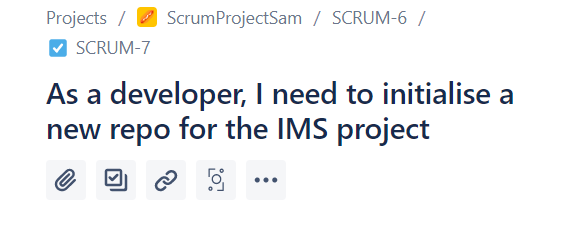 Projects / ScrumProjectSam / SCRUM-6 /
SCRUM-7
As a developer, I need to initialise a
new repo for the IMS project